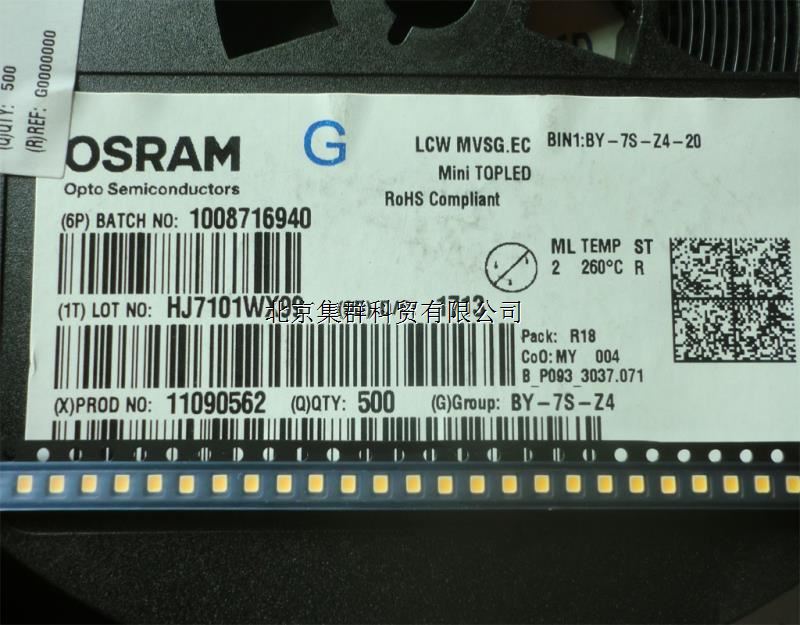 (Q)QTY: 500
(R)REF: G0000000
OSRAM
Opto Semiconductors
G
LCW MVSG.EC
BIN1:BY-7S-Z4-20
Mini TOPLED
RoHS Compliant
(6P) BATCH NO: 1008716940
ML TEMP ST
2 260°C R
(1T) LOT NO: HJ7101WX99
北京集群科贸有限公司
Pack: R18
CoO: MY 004
B_P093_3037.071
(X)PROD NO: 11090562 (Q)QTY: 500 (G)Group: BY-7S-Z4